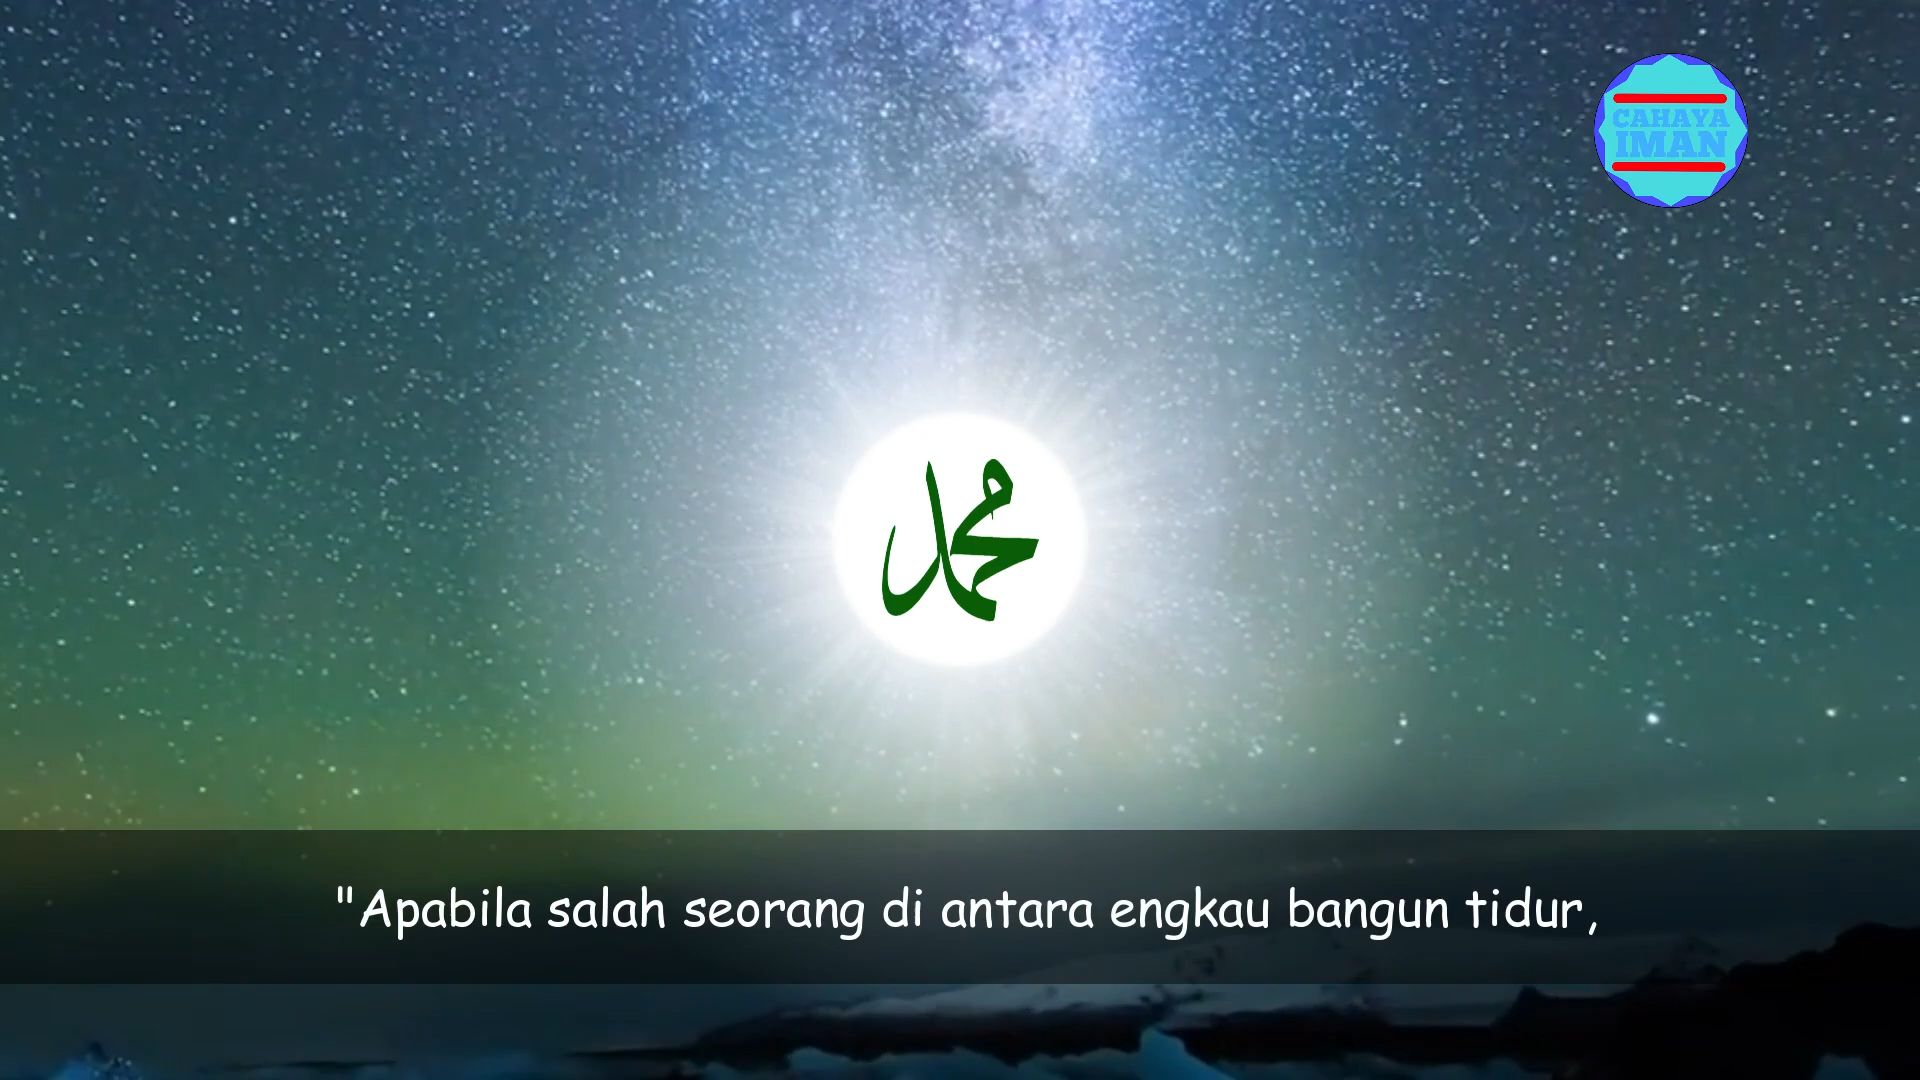 CAHAYA
IMAN
محمد
"Apabila salah seorang di antara engkau bangun tidur,